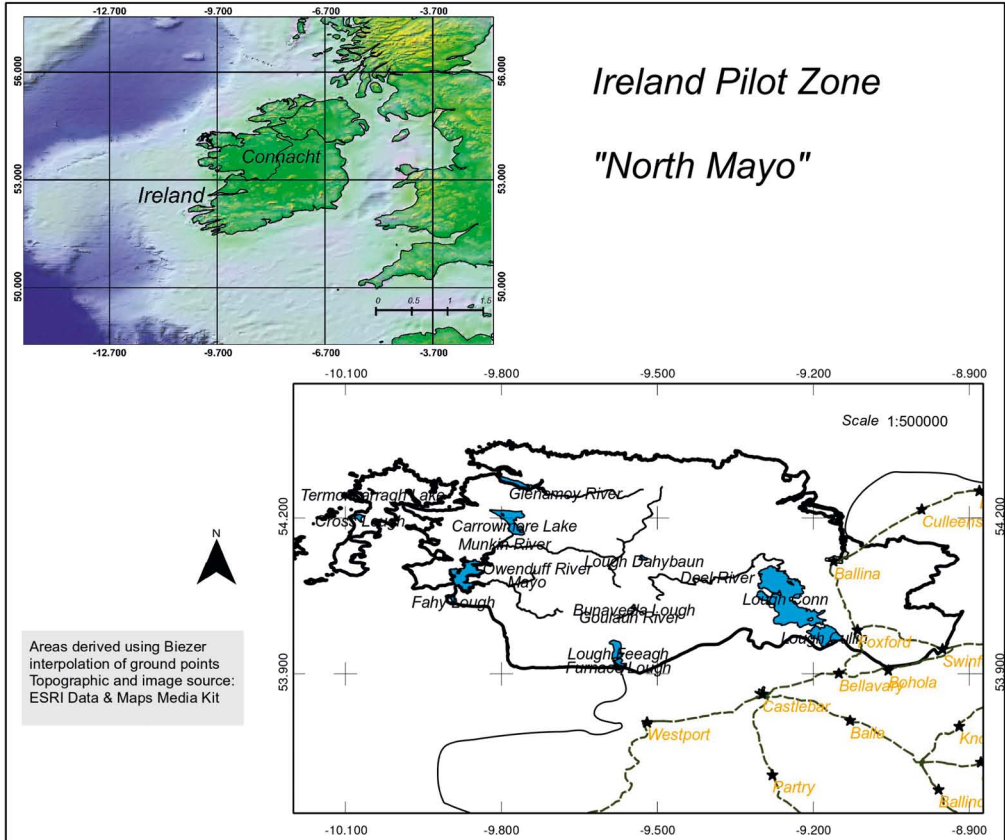 -12.700 -9.700 -6.700 -3.700
56.000
53.000
50.000
56.000
53.000
50.000
Connacht
Ireland
0 0.5 1 1.5
-12.700 -9.700 -6.700 -3.700
Ireland Pilot Zone
"North Mayo"
-10.100 -9.800 -9.500 -9.200 -8.900
Scale 1:500000
54.200
53.900
54.200
53.900
Glenamoy River
Cross Lough
Carrowmore Lake
Munkin River
Owenduff River
Mayo
Fahy Lough
Lough Dahybaun
Deel River
Lough Conn
Bunaveela Lough
Goulaun River
Lough Cullin
Lough Feeagh
Furnace Lough
Culleens
Ballina
Foxford
Swinf
Bohola
Bellavary
Castlebar
Westport
Balla
Kno
Partry
Ballind
N
Areas derived using Biezer
interpolation of ground points
Topographic and image source:
ESRI Data & Maps Media Kit
-10.100 -9.800 -9.500 -9.200 -8.900